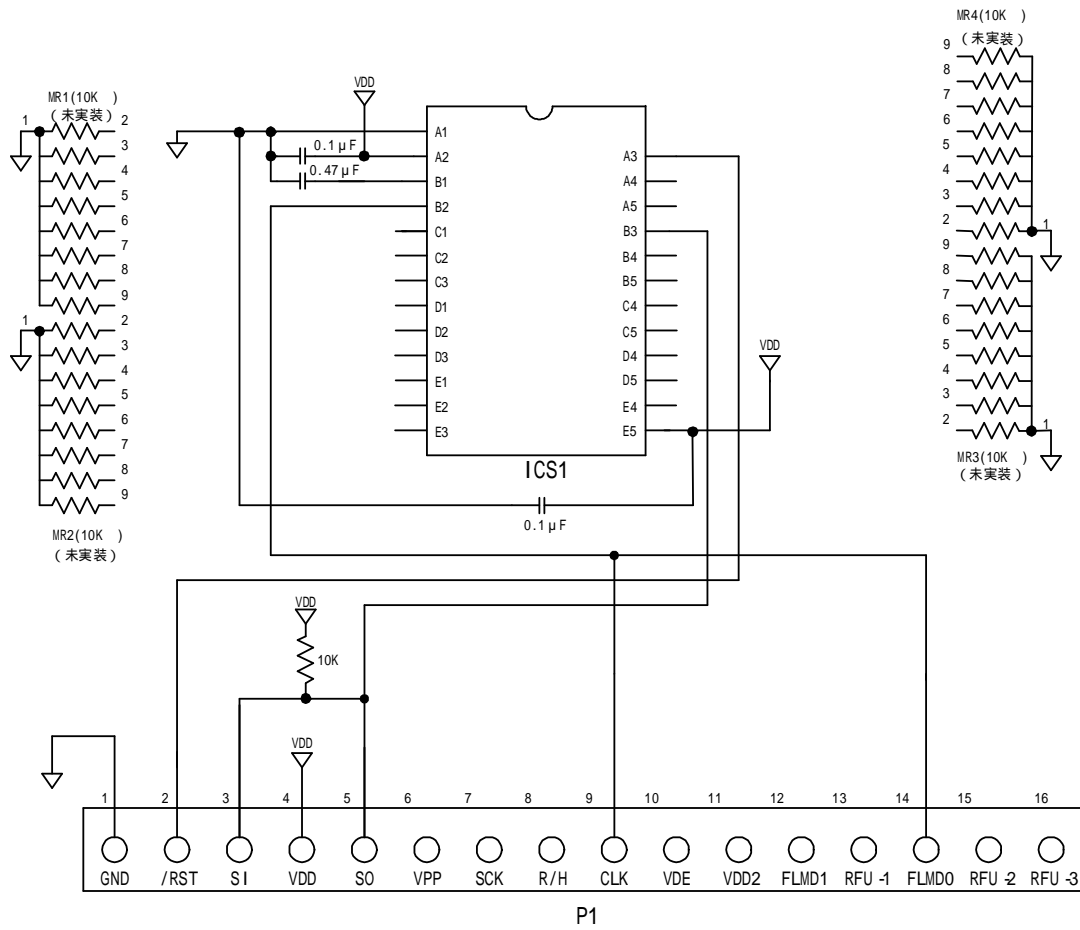 MR4(10K )
(未実装)
9
8
7
6
5
4
3
2
1
9
8
7
6
5
4
3
2
1
MR3(10K )
(未実装)
MR1(10K )
(未実装)
1
2
3
4
5
6
7
8
9
1
2
3
4
5
6
7
8
9
MR2(10K )
(未実装)
VDD
0.1μF
0.47μF
A1
A2
B1
B2
C1
C2
C3
D1
D2
D3
E1
E2
E3
A3
A4
A5
B3
B4
B5
C4
C5
D4
D5
E4
E5
VDD
ICS1
0.1μF
VDD
10K
VDD
1 2 3 4 5 6 7 8 9 10 11 12 13 14 15 16
GND /RST SI VDD SO VPP SCK R/H CLK VDE VDD2 FLMD1 RFU-1 FLMD0 RFU-2 RFU-3
P1